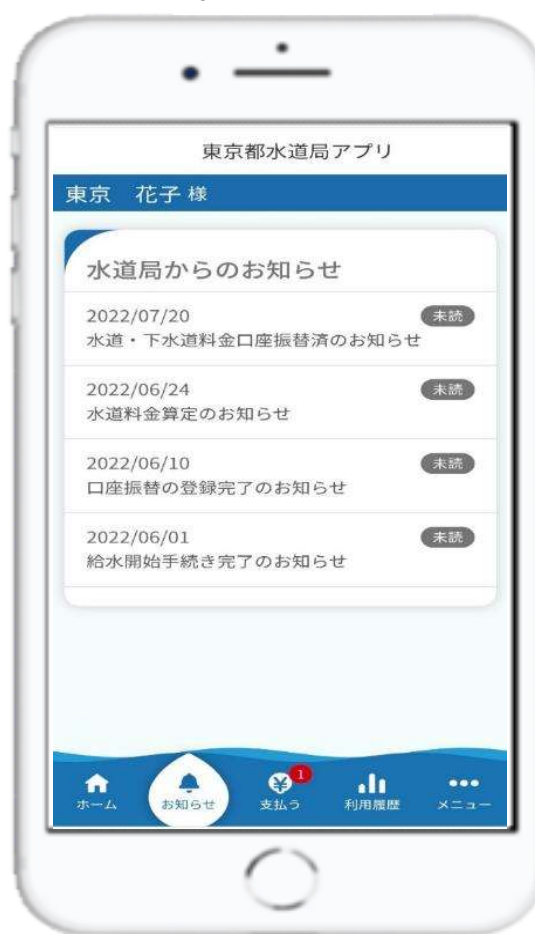 東京都水道局アプリ
東京 花子 様
水道局からのお知らせ
2022/07/20 未読
水道・下水道料金口座振替済のお知らせ
2022/06/24 未読
水道料金算定のお知らせ
2022/06/10 未読
口座振替の登録完了のお知らせ
2022/06/01 未読
給水開始手続き完了のお知らせ
1
ホーム お知らせ 支払う 利用履歴 メニュー